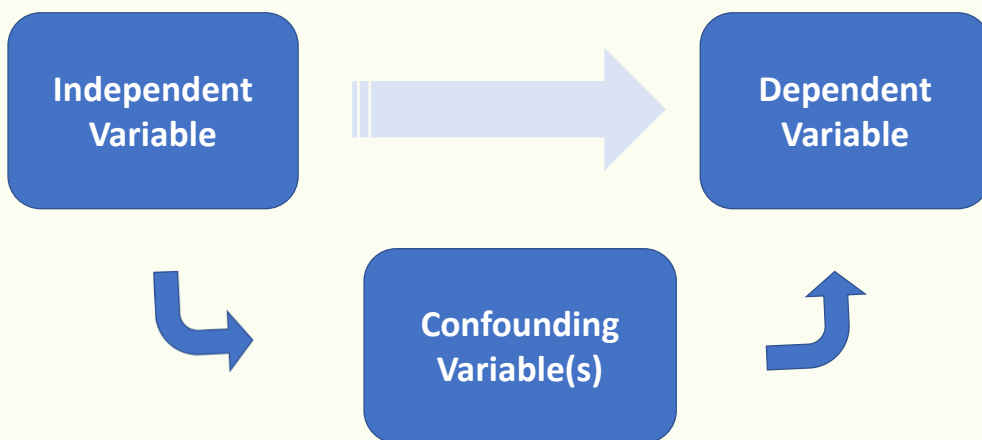 Independent
Variable
Dependent
Variable
Confounding
Variable(s)